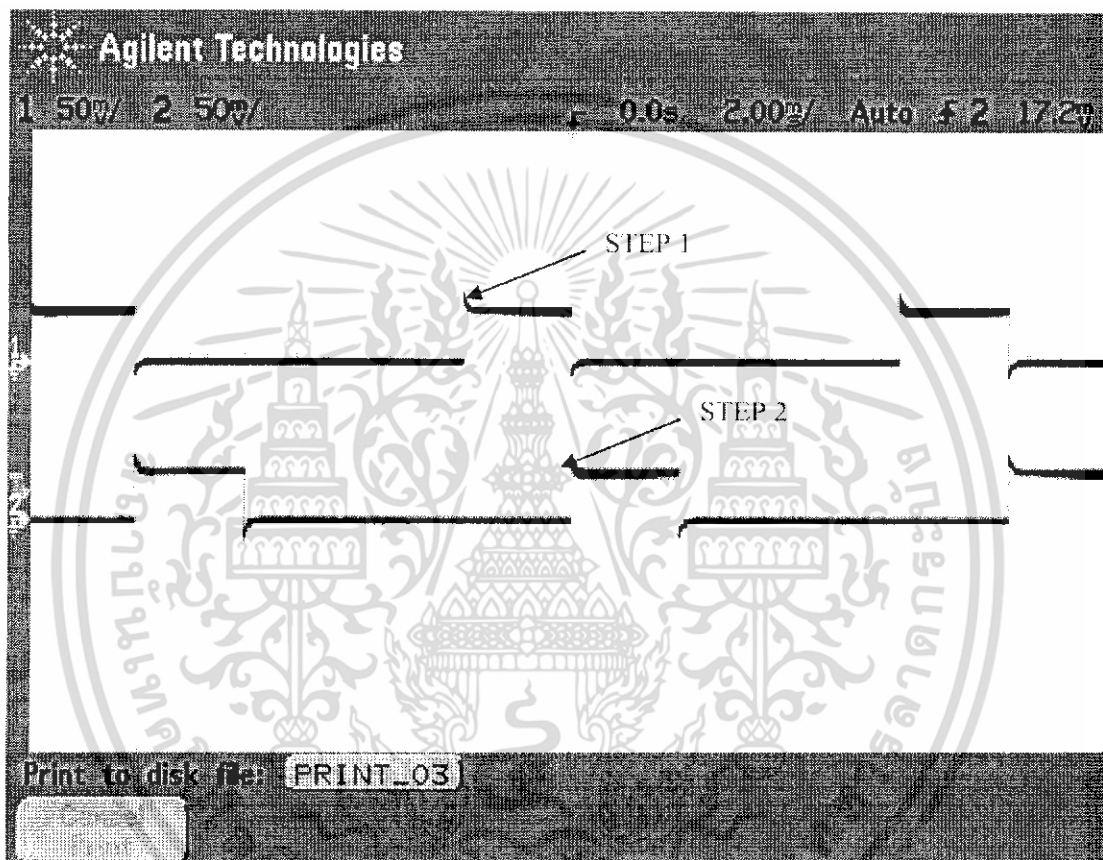 Agilent Technologies
1 50mV/ 2 50mV/ 0.0s 2.00ms/ Auto 2 17.2mV
STEP 1
STEP 2
Print to disk file: PRINT_03